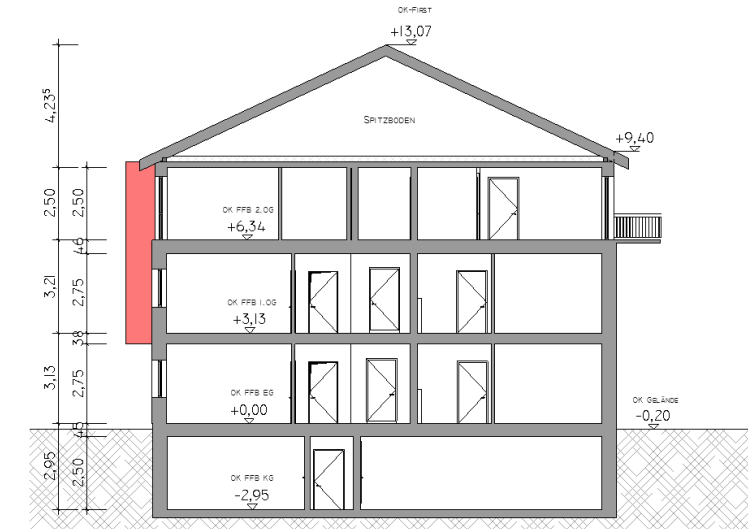 OK-FIRST
+13,07
4,23⁵
SPITZBODEN
+9,40
2,50
2,50
OK FFB 2.OG
+6,34
46
3,21
2,75
OK FFB 1.OG
+3,13
38
3,13
2,75
OK FFB EG
+0,00
OK GELÄNDE
-0,20
45
2,95
2,50
OK FFB KG
-2,95